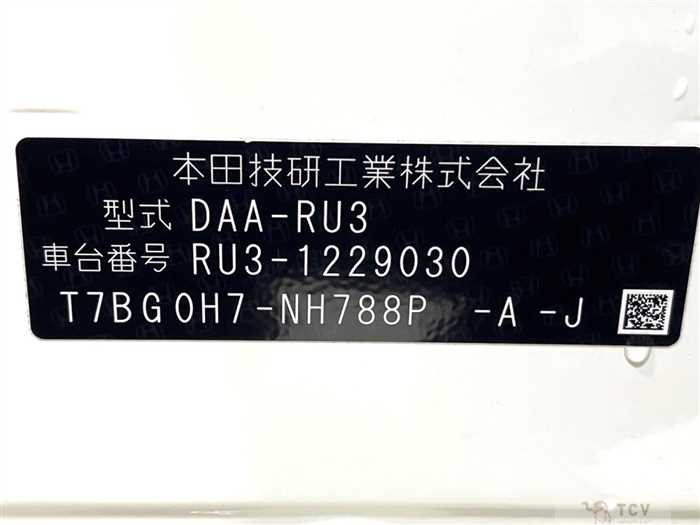 本田技研工業株式会社
型式 DAA-RU3
車台番号 RU3-1229030
T7BG0H7-NH788P -A -J
TCV